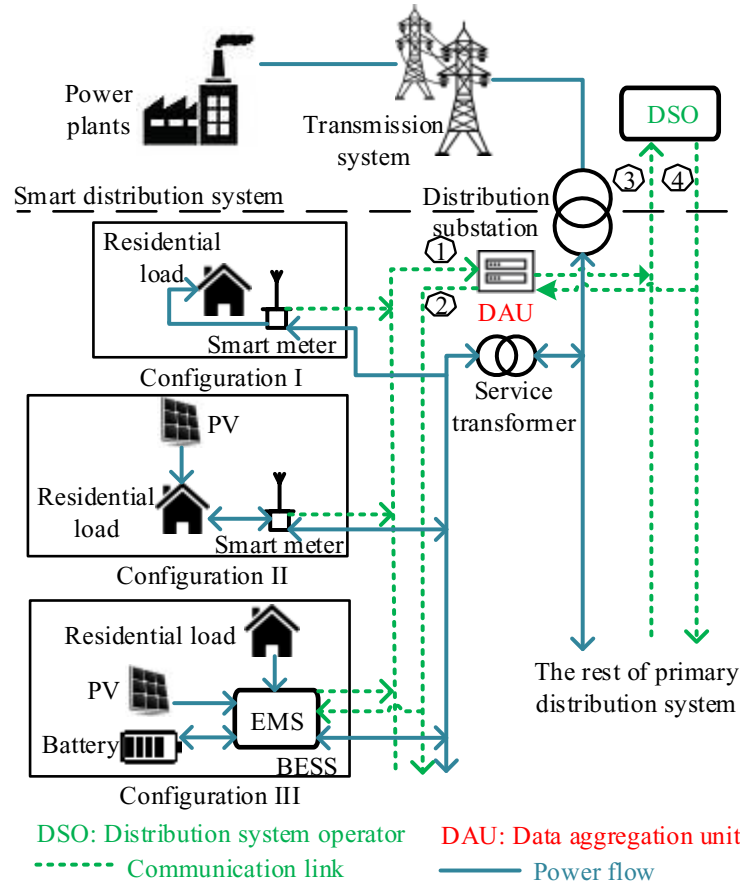 Power
plants
Transmission
system
DSO
3
4
Smart distribution system
Distribution
substation
Residential
load
Smart meter
Configuration I
1
2
DAU
Service
transformer
PV
Residential
load
Smart meter
Configuration II
Residential load
PV
EMS
Battery
BESS
Configuration III
The rest of primary
distribution system
DSO: Distribution system operator
DAU: Data aggregation unit
Communication link
Power flow